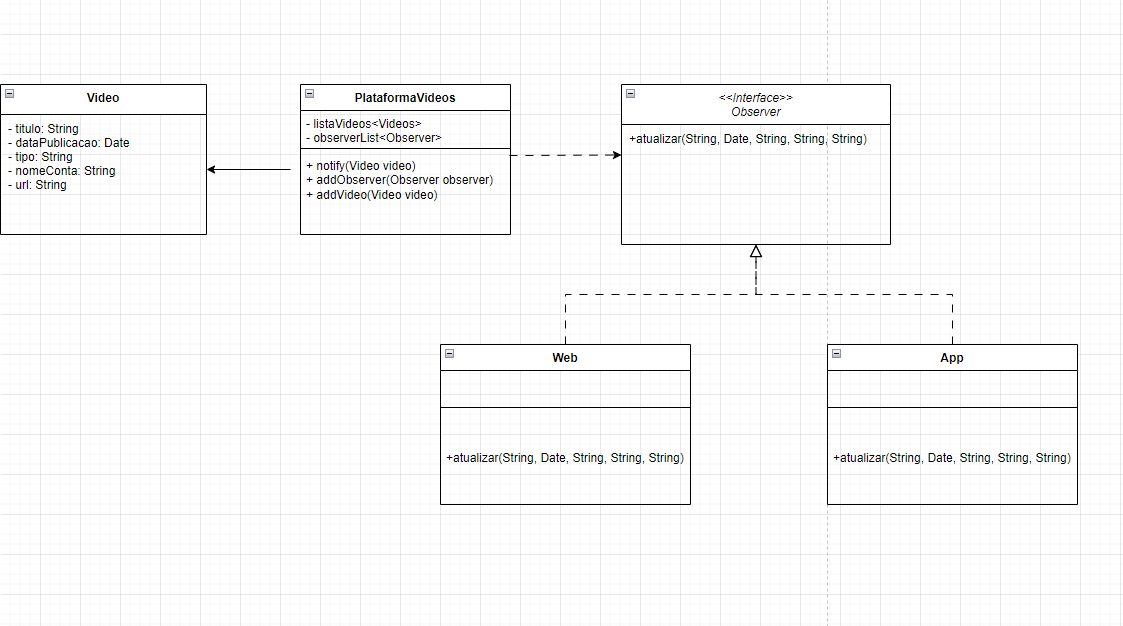 Video
- titulo: String
- dataPublicacao: Date
- tipo: String
- nomeConta: String
- url: String
PlataformaVideos
- listaVideos<Videos>
- observerList<Observer>
+ notify(Video video)
+ addObserver(Observer observer)
+ addVideo(Video video)
<<Interface>>
Observer
+atualizar(String, Date, String, String, String)
Web
+atualizar(String, Date, String, String, String)
App
+atualizar(String, Date, String, String, String)